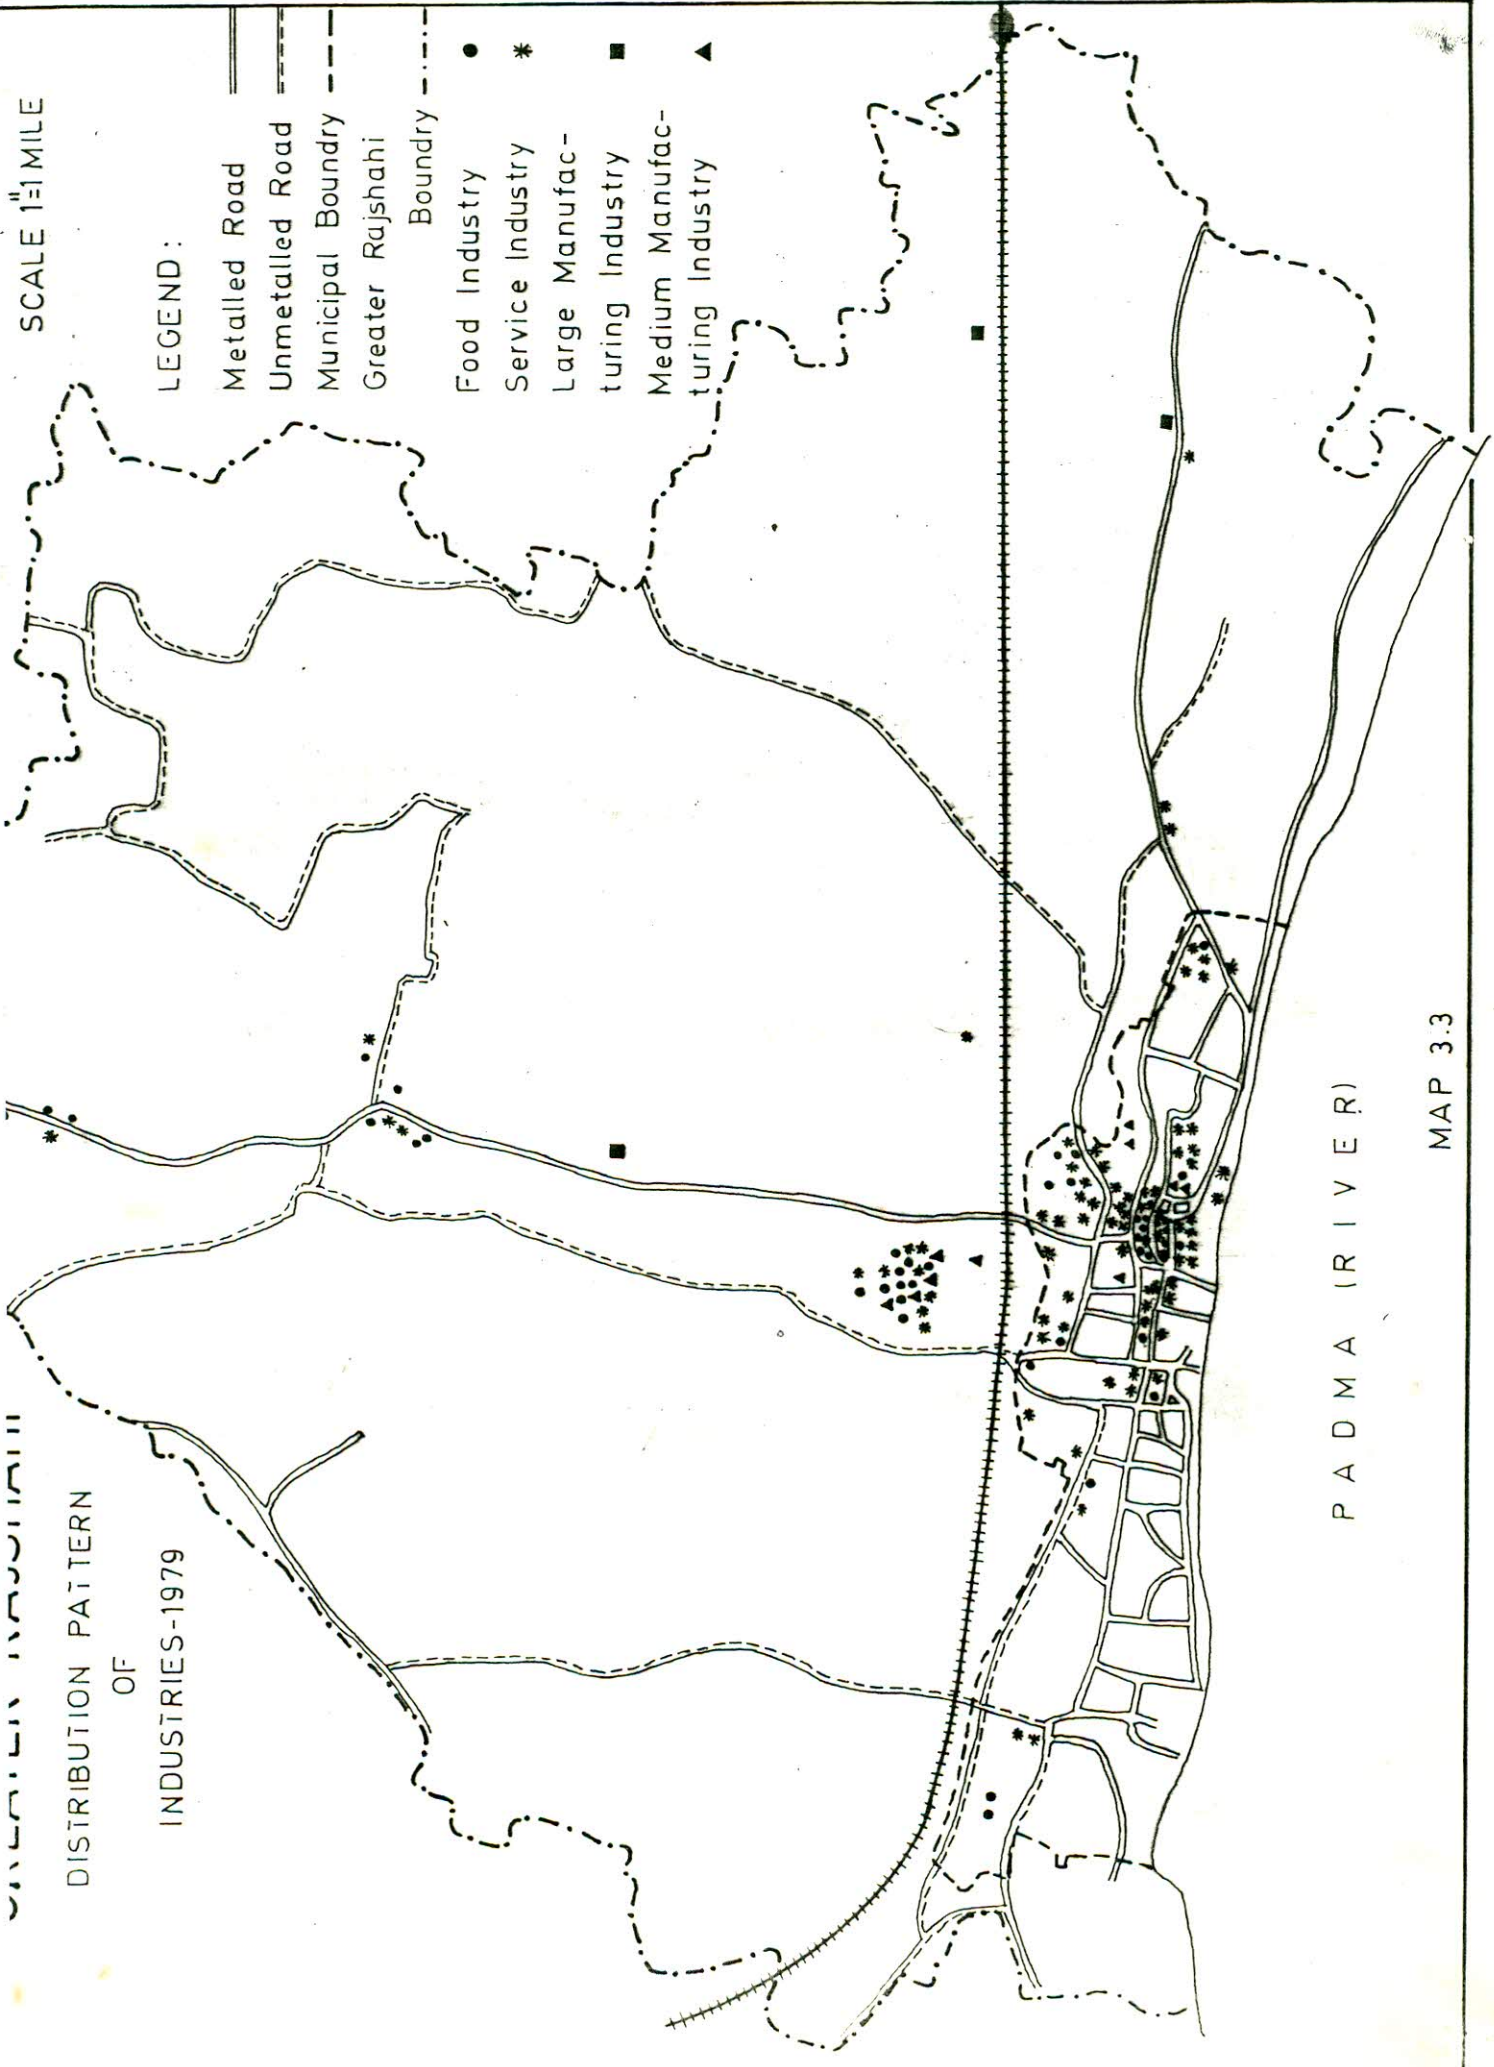 DISTRIBUTION PATTERN
OF
INDUSTRIES-1979
SCALE 1"=1 MILE
LEGEND:
Metalled Road
Unmetalled Road
Municipal Boundry
Greater Rajshahi
Boundry
Food Industry
Service Industry
Large Manufac-
turing Industry
Medium Manufac-
turing Industry
PADMA (RIVER)
MAP 3.3